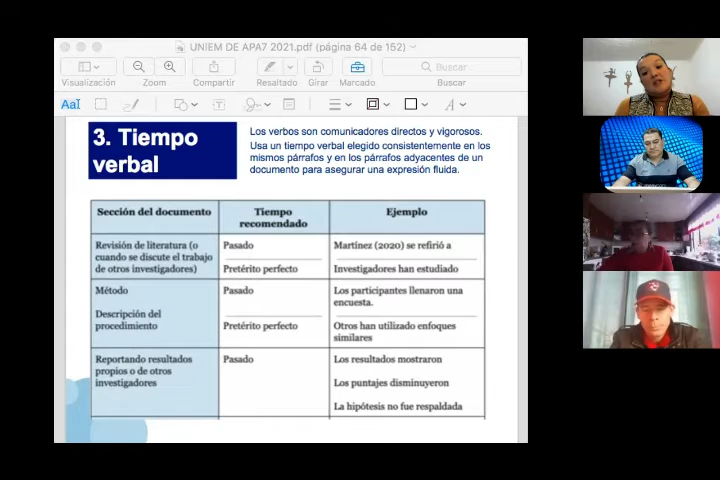 UNIEM DE APA7 2021.pdf (página 64 de 152)
Buscar
Visualización
Zoom
Compartir
Resaltado
Girar
Marcado
Buscar
AaI
A
3. Tiempo
verbal
Los verbos son comunicadores directos y vigorosos.
Usa un tiempo verbal elegido consistentemente en los
mismos párrafos y en los párrafos adyacentes de un
documento para asegurar una expresión fluida.
Sección del documento
Tiempo
recomendado
Ejemplo
Revisión de literatura (o
cuando se discute el trabajo
de otros investigadores)
Pasado
Pretérito perfecto
Martínez (2020) se refirió a
Investigadores han estudiado
Método
Descripción del
procedimiento
Pasado
Pretérito perfecto
Los participantes llenaron una
encuesta.
Otros han utilizado enfoques
similares
Reportando resultados
propios o de otros
investigadores
Pasado
Los resultados mostraron
Los puntajes disminuyeron
La hipótesis no fue respaldada